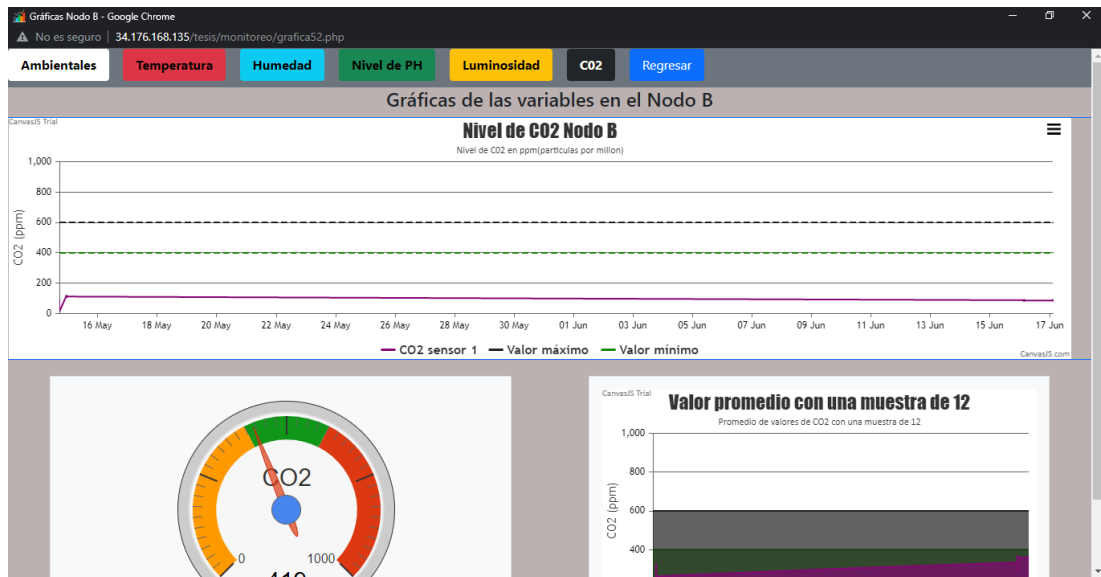 Gráficas Nodo B - Google Chrome
No es seguro | 34.176.168.135/tesis/monitoreo/grafica52.php
Ambientales Temperatura Humedad Nivel de PH Luminosidad C02 Regresar
Gráficas de las variables en el Nodo B
CanvasJS Trial
Nivel de CO2 Nodo B
Nivel de C02 en ppm(particulas por millon)
CO2 (ppm)
1,000
800
600
400
200
0
16 May 18 May 20 May 22 May 24 May 26 May 28 May 30 May 01 Jun 03 Jun 05 Jun 07 Jun 09 Jun 11 Jun 13 Jun 15 Jun 17 Jun
CO2 sensor 1 Valor máximo Valor mínimo
CanvasJS.com
CO2
0 1000
CanvasJS Trial
Valor promedio con una muestra de 12
Promedio de valores de CO2 con una muestra de 12
CO2 (ppm)
1,000
800
600
400